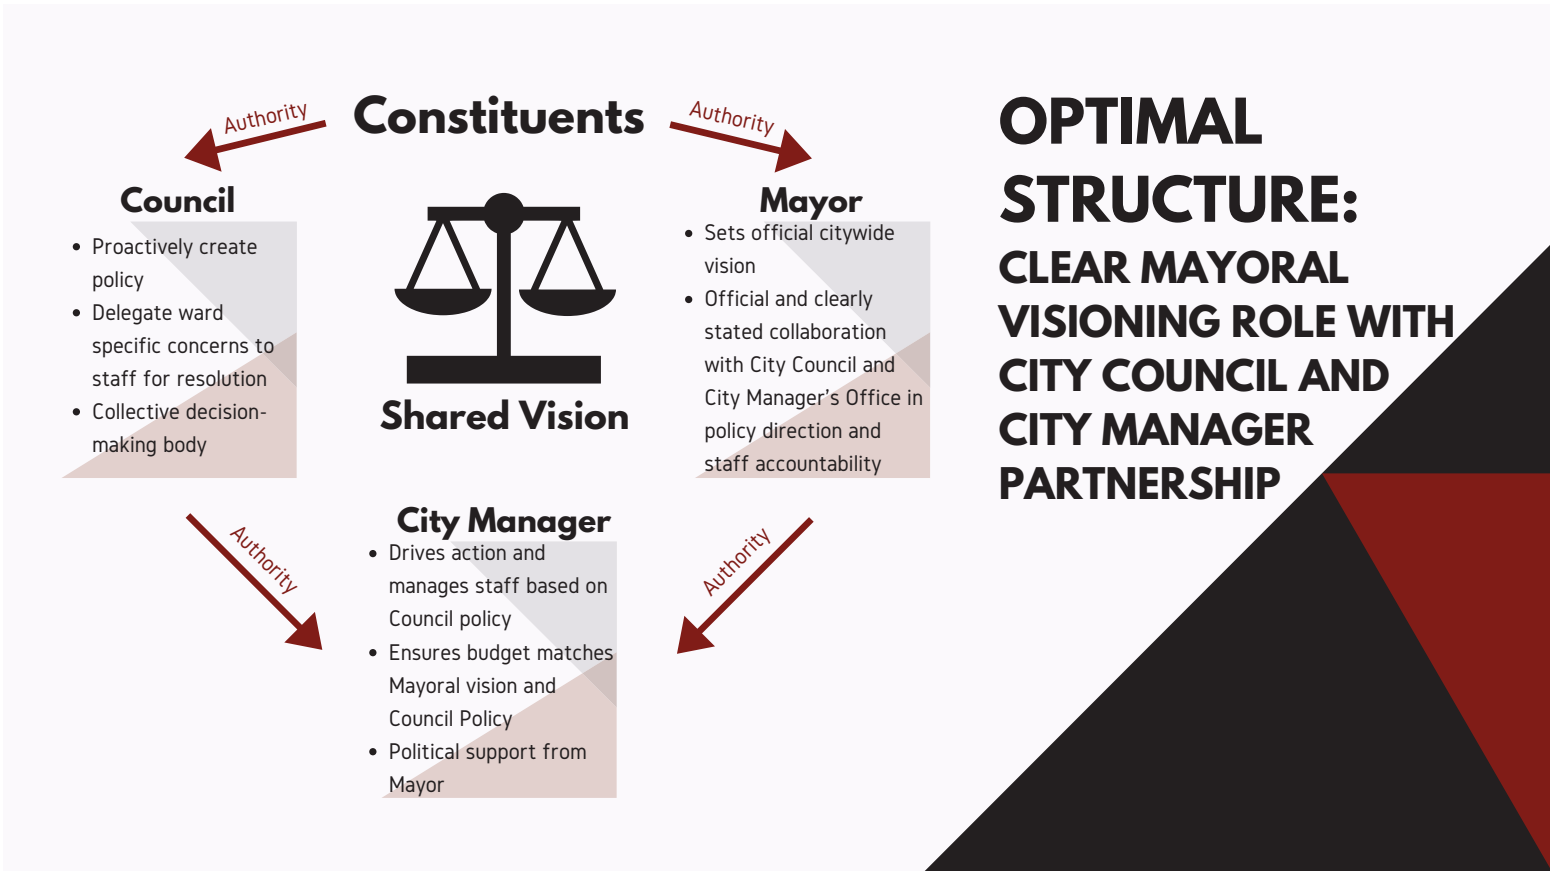 Authority
Constituents
Authority
Council
• Proactively create
policy
• Delegate ward
specific concerns to
staff for resolution
• Collective decision-
making body
Shared Vision
Mayor
• Sets official citywide
vision
• Official and clearly
stated collaboration
with City Council and
City Manager's Office in
policy direction and
staff accountability
Authority
City Manager
• Drives action and
manages staff based on
Council policy
• Ensures budget matches
Mayoral vision and
Council Policy
• Political support from
Mayor
Authority
OPTIMAL
STRUCTURE:
CLEAR MAYORAL
VISIONING ROLE WITH
CITY COUNCIL AND
CITY MANAGER
PARTNERSHIP